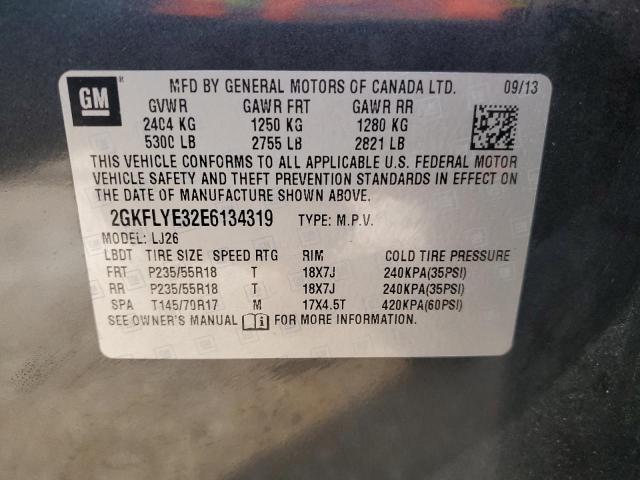 GM ®
MFD BY GENERAL MOTORS OF CANADA LTD. 09/13
GVWR GAWR FRT GAWR RR
2404 KG 1250 KG 1280 KG
5300 LB 2755 LB 2821 LB
THIS VEHICLE CONFORMS TO ALL APPLICABLE U.S. FEDERAL MOTOR
VEHICLE SAFETY AND THEFT PREVENTION STANDARDS IN EFFECT ON
THE DATE OF MANUFACTURE SHOWN ABOVE.
2GKFLYE32E6134319 TYPE: M.P.V.
MODEL: LJ26
LBDT TIRE SIZE SPEED RTG RIM COLD TIRE PRESSURE
FRT P235/55R18 T 18X7J 240KPA(35PSI)
RR P235/55R18 T 18X7J 240KPA(35PSI)
SPA T145/70R17 M 17X4.5T 420KPA(60PSI)
SEE OWNER'S MANUAL i FOR MORE INFORMATION.